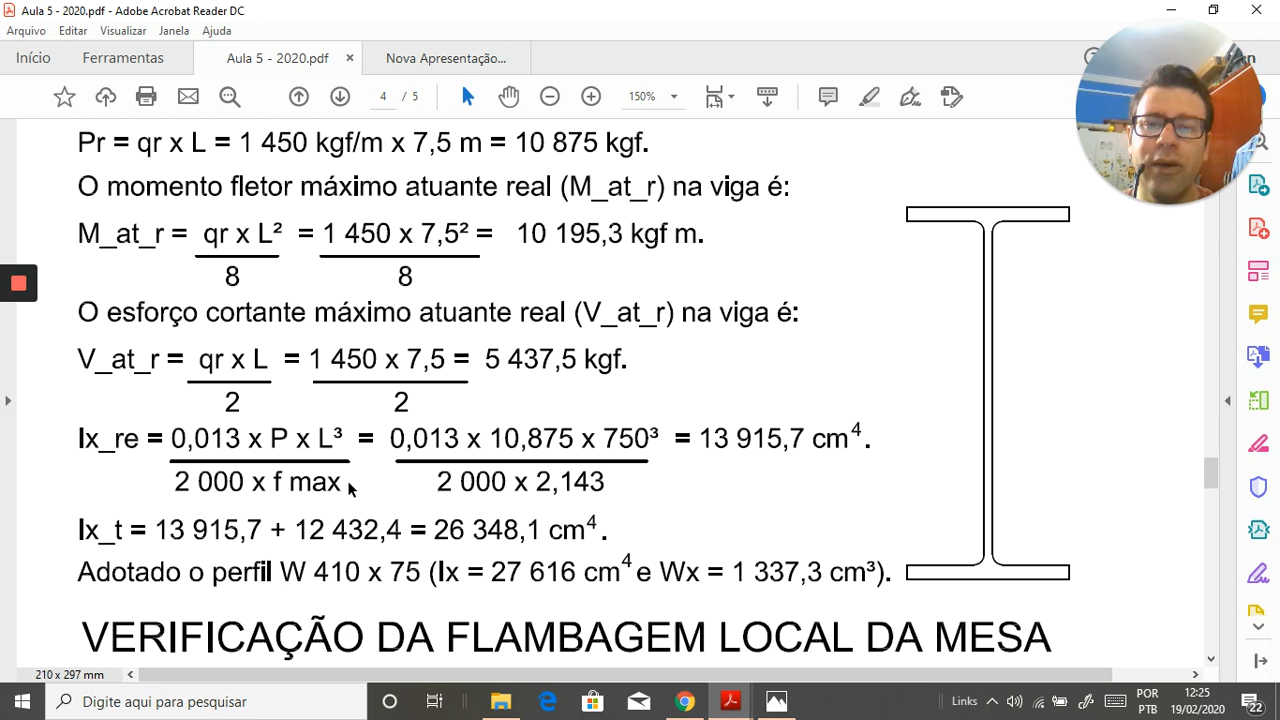 Aula 5 - 2020.pdf - Adobe Acrobat Reader DC
Arquivo Editar Visualizar Janela Ajuda
Início Ferramentas Aula 5 - 2020.pdf × Nova Apresentação...
4 / 5 150%
Pr = qr x L = 1 450 kgf/m x 7,5 m = 10 875 kgf.
O momento fletor máximo atuante real (M_at_r) na viga é:
M_at_r = qr x L² = 1 450 x 7,5² = 10 195,3 kgf m.
8 8
O esforço cortante máximo atuante real (V_at_r) na viga é:
V_at_r = qr x L = 1 450 x 7,5 = 5 437,5 kgf.
2 2
Ix_re = 0,013 x P x L³ = 0,013 x 10,875 x 750³ = 13 915,7 cm⁴.
2 000 x f max 2 000 x 2,143
Ix_t = 13 915,7 + 12 432,4 = 26 348,1 cm⁴.
Adotado o perfil W 410 x 75 (Ix = 27 616 cm⁴ e Wx = 1 337,3 cm³).
VERIFICAÇÃO DA FLAMBAGEM LOCAL DA MESA
210 x 297 mm
Digite aqui para pesquisar
Links
POR 12:25
PTB 19/02/2020
22